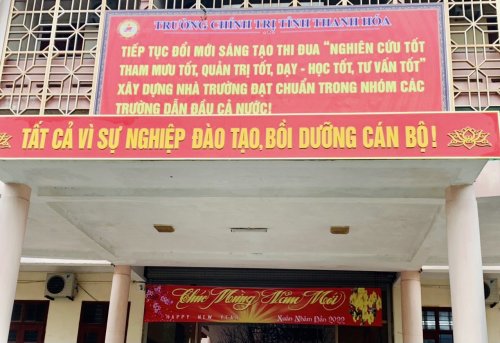 TRƯỜNG CHÍNH TRỊ TỈNH THANH HÓA
TIẾP TỤC ĐỔI MỚI SÁNG TẠO THI ĐUA "NGHIÊN CỨU TỐT
THAM MƯU TỐT, QUẢN TRỊ TỐT, DẠY - HỌC TỐT, TƯ VẤN TỐT"
XÂY DỰNG NHÀ TRƯỜNG ĐẠT CHUẨN TRONG NHÓM CÁC
TRƯỜNG DẪN ĐẦU CẢ NƯỚC!
TẤT CẢ VÌ SỰ NGHIỆP ĐÀO TẠO, BỒI DƯỠNG CÁN BỘ!
Chúc Mừng Năm Mới
HAPPY NEW YEAR
Xuân Nhâm Dần 2022